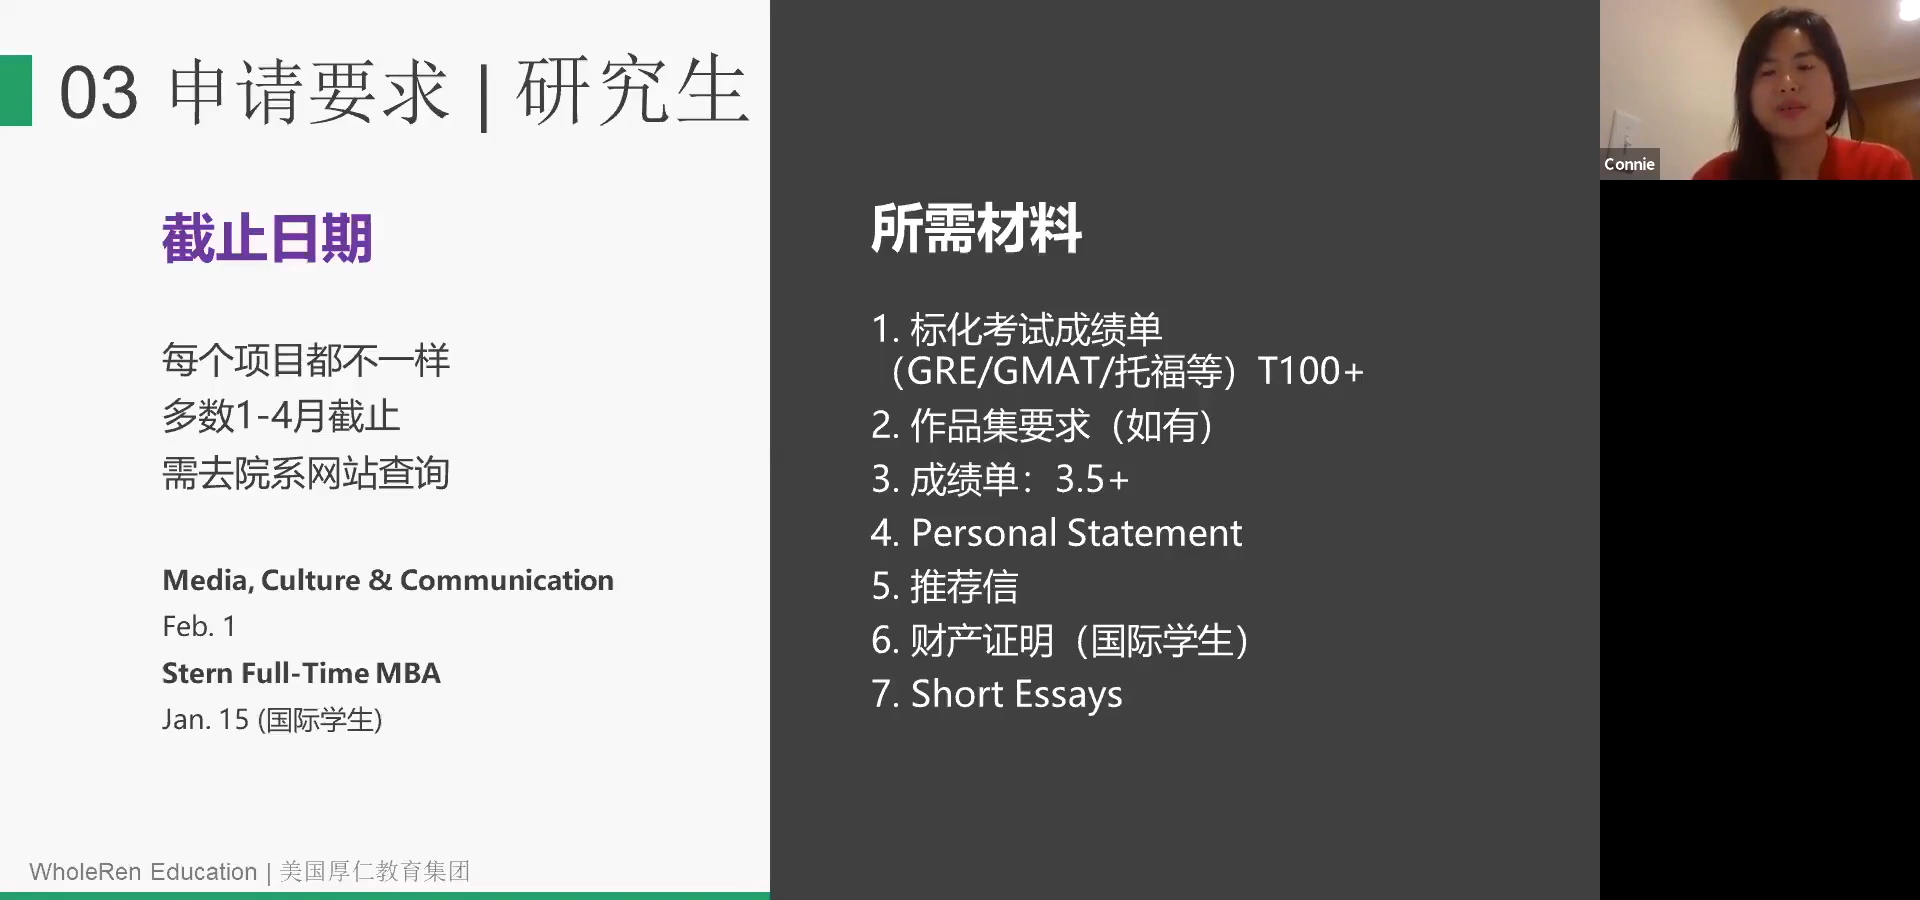 03 申请要求 | 研究生
截止日期
每个项目都不一样
多数1-4月截止
需去院系网站查询
Media, Culture & Communication
Feb. 1
Stern Full-Time MBA
Jan. 15 (国际学生)
WholeRen Education | 美国厚仁教育集团
所需材料
1. 标化考试成绩单
（GRE/GMAT/托福等）T100+
2. 作品集要求（如有）
3. 成绩单：3.5+
4. Personal Statement
5. 推荐信
6. 财产证明（国际学生）
7. Short Essays
Connie